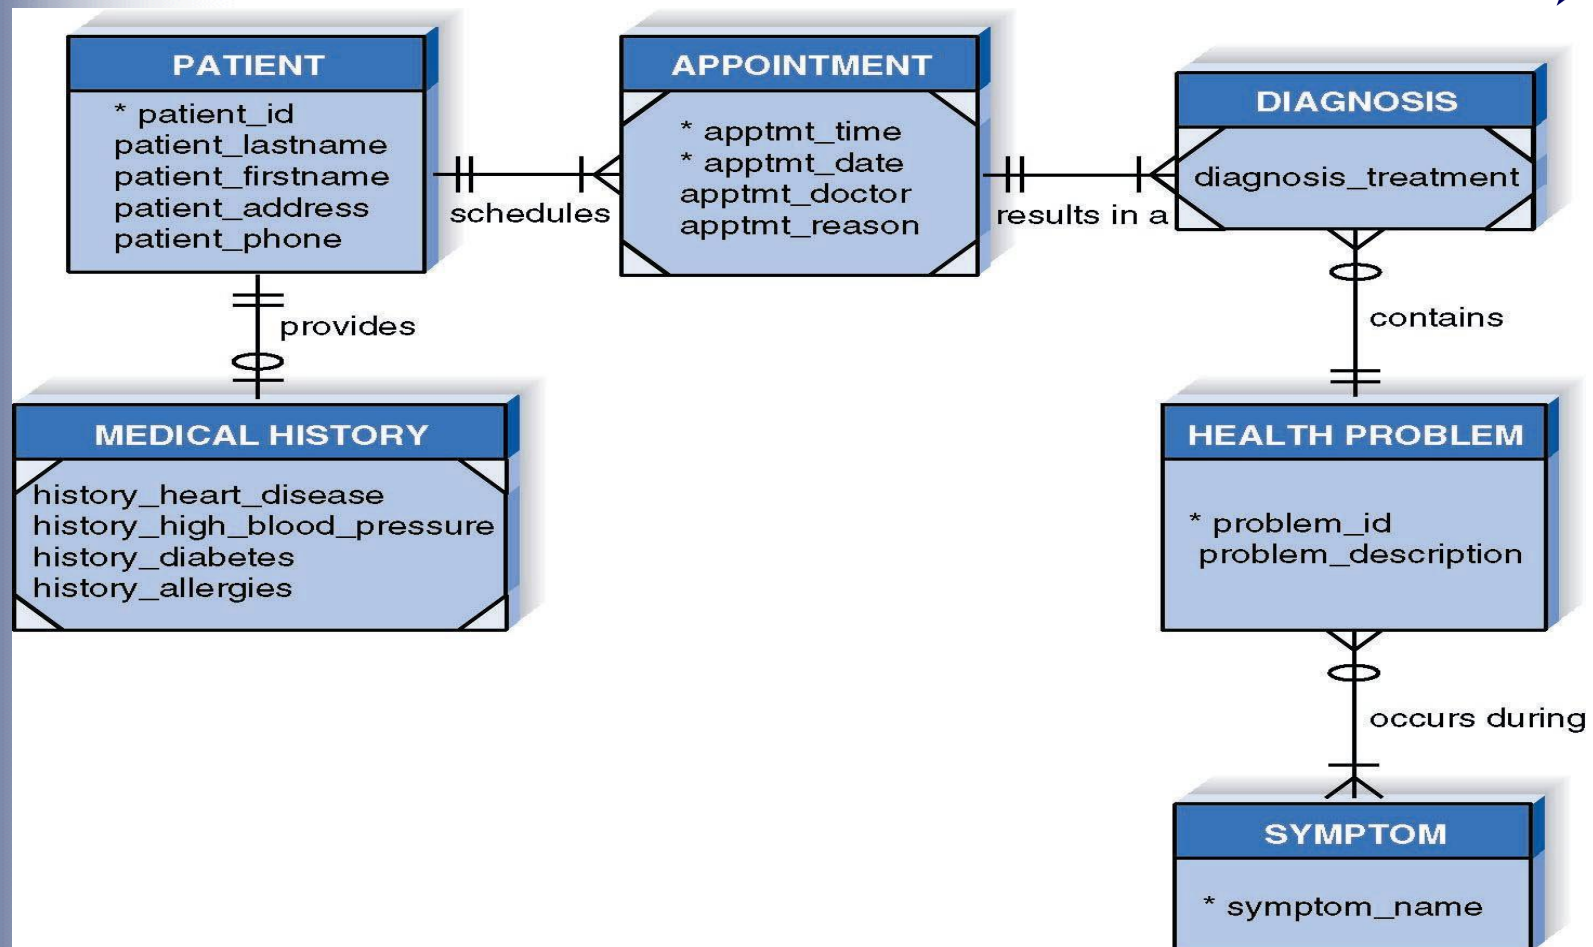 PATIENT
* patient_id
patient_lastname
patient_firstname
patient_address
patient_phone
schedules
APPOINTMENT
* apptmt_time
* apptmt_date
apptmt_doctor
apptmt_reason
results in a
DIAGNOSIS
diagnosis_treatment
provides
contains
MEDICAL HISTORY
history_heart_disease
history_high_blood_pressure
history_diabetes
history_allergies
HEALTH PROBLEM
* problem_id
problem_description
occurs during
SYMPTOM
* symptom_name